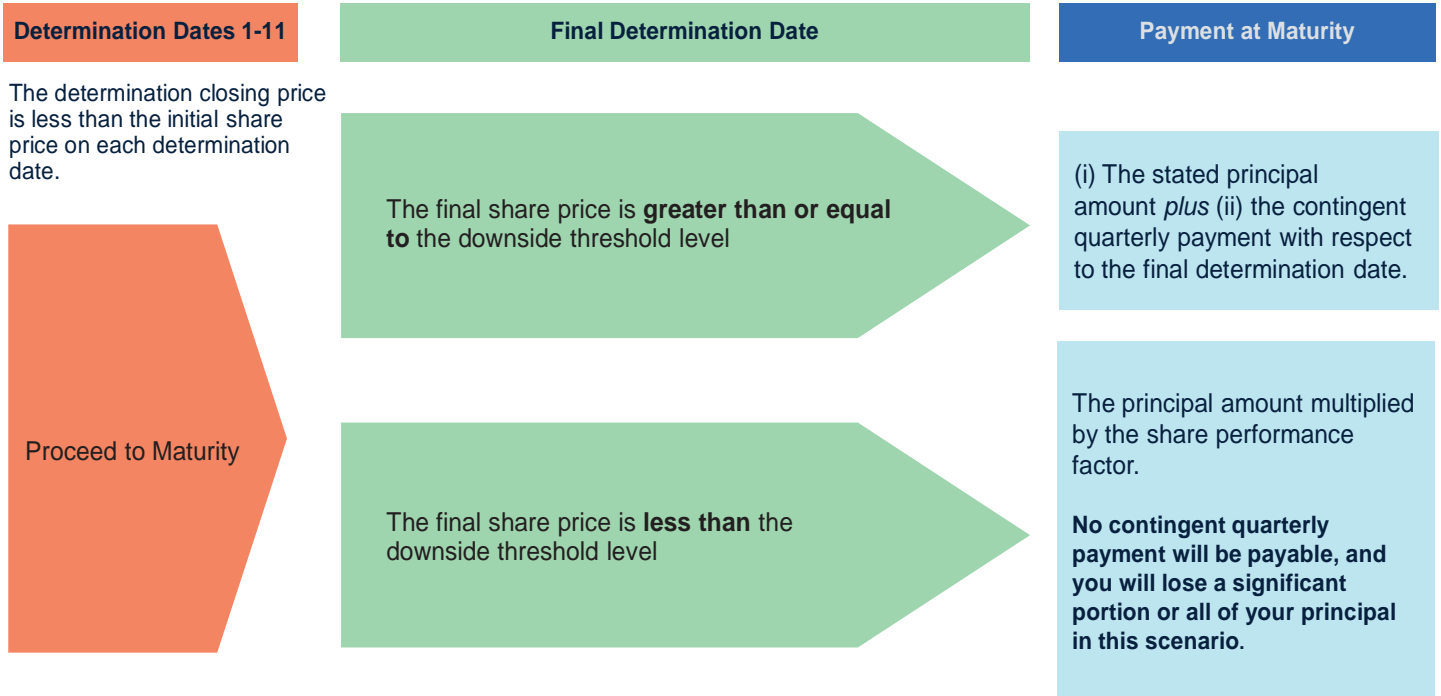 Determination Dates 1-11
Final Determination Date
Payment at Maturity
The determination closing price
is less than the initial share
price on each determination
date.
Proceed to Maturity
The final share price is greater than or equal
to the downside threshold level
(i) The stated principal
amount plus (ii) the contingent
quarterly payment with respect
to the final determination date.
The final share price is less than the
downside threshold level
The principal amount multiplied
by the share performance
factor.
No contingent quarterly
payment will be payable, and
you will lose a significant
portion or all of your principal
in this scenario.